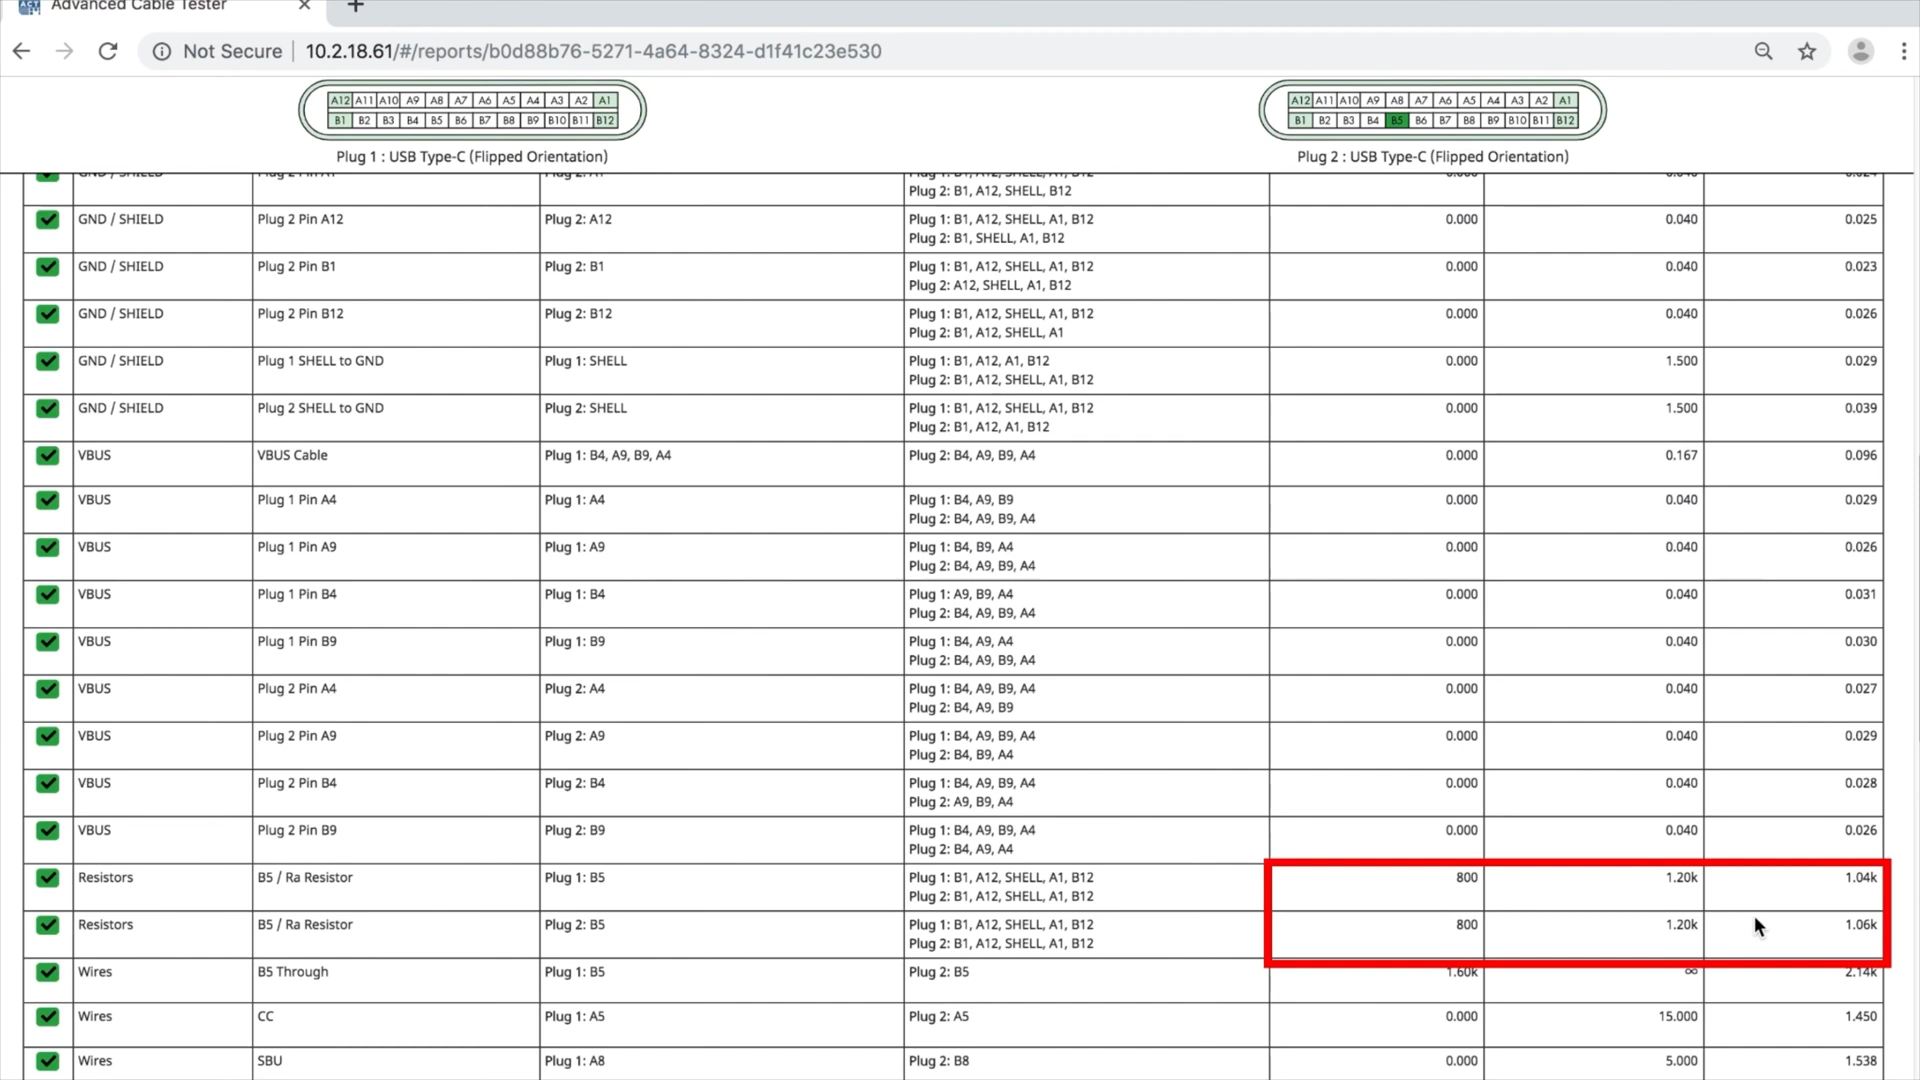 Advanced Cable Tester
Not Secure 10.2.18.61/#/reports/b0d88b76-5271-4a64-8324-d1f41c23e530
A12 A11 A10 A9 A8 A7 A6 A5 A4 A3 A2 A1
B1 B2 B3 B4 B5 B6 B7 B8 B9 B10 B11 B12
Plug 1 : USB Type-C (Flipped Orientation)
A12 A11 A10 A9 A8 A7 A6 A5 A4 A3 A2 A1
B1 B2 B3 B4 B5 B6 B7 B8 B9 B10 B11 B12
Plug 2 : USB Type-C (Flipped Orientation)
GND / SHIELD Plug 2 Pin A1 Plug 2: A1 Plug 1: B1, A12, SHELL, A1, B12 0.000 0.040 0.024
Plug 2: B1, A12, SHELL, B12
GND / SHIELD Plug 2 Pin A12 Plug 2: A12 Plug 1: B1, A12, SHELL, A1, B12 0.000 0.040 0.025
Plug 2: B1, SHELL, A1, B12
GND / SHIELD Plug 2 Pin B1 Plug 2: B1 Plug 1: B1, A12, SHELL, A1, B12 0.000 0.040 0.023
Plug 2: A12, SHELL, A1, B12
GND / SHIELD Plug 2 Pin B12 Plug 2: B12 Plug 1: B1, A12, SHELL, A1, B12 0.000 0.040 0.026
Plug 2: B1, A12, SHELL, A1
GND / SHIELD Plug 1 SHELL to GND Plug 1: SHELL Plug 1: B1, A12, A1, B12 0.000 1.500 0.029
Plug 2: B1, A12, SHELL, A1, B12
GND / SHIELD Plug 2 SHELL to GND Plug 2: SHELL Plug 1: B1, A12, SHELL, A1, B12 0.000 1.500 0.039
Plug 2: B1, A12, A1, B12
VBUS VBUS Cable Plug 1: B4, A9, B9, A4 Plug 2: B4, A9, B9, A4 0.000 0.167 0.096
VBUS Plug 1 Pin A4 Plug 1: A4 Plug 1: B4, A9, B9 0.000 0.040 0.029
Plug 2: B4, A9, B9, A4
VBUS Plug 1 Pin A9 Plug 1: A9 Plug 1: B4, B9, A4 0.000 0.040 0.026
Plug 2: B4, A9, B9, A4
VBUS Plug 1 Pin B4 Plug 1: B4 Plug 1: A9, B9, A4 0.000 0.040 0.031
Plug 2: B4, A9, B9, A4
VBUS Plug 1 Pin B9 Plug 1: B9 Plug 1: B4, A9, A4 0.000 0.040 0.030
Plug 2: B4, A9, B9, A4
VBUS Plug 2 Pin A4 Plug 2: A4 Plug 1: B4, A9, B9, A4 0.000 0.040 0.027
Plug 2: B4, A9, B9
VBUS Plug 2 Pin A9 Plug 2: A9 Plug 1: B4, A9, B9, A4 0.000 0.040 0.029
Plug 2: B4, B9, A4
VBUS Plug 2 Pin B4 Plug 2: B4 Plug 1: B4, A9, B9, A4 0.000 0.040 0.028
Plug 2: A9, B9, A4
VBUS Plug 2 Pin B9 Plug 2: B9 Plug 1: B4, A9, B9, A4 0.000 0.040 0.026
Plug 2: B4, A9, A4
Resistors B5 / Ra Resistor Plug 1: B5 Plug 1: B1, A12, SHELL, A1, B12 800 1.20k 1.04k
Plug 2: B1, A12, SHELL, A1, B12
Resistors B5 / Ra Resistor Plug 2: B5 Plug 1: B1, A12, SHELL, A1, B12 800 1.20k 1.06k
Plug 2: B1, A12, SHELL, A1, B12
Wires B5 Through Plug 1: B5 Plug 2: B5 1.60k ∞ 2.14k
Wires CC Plug 1: A5 Plug 2: A5 0.000 15.000 1.450
Wires SBU Plug 1: A8 Plug 2: B8 0.000 5.000 1.538